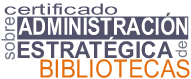 certificado
sobre ADMINISTRACIÓN
ESTRATÉGICA de
BIBLIOTECAS